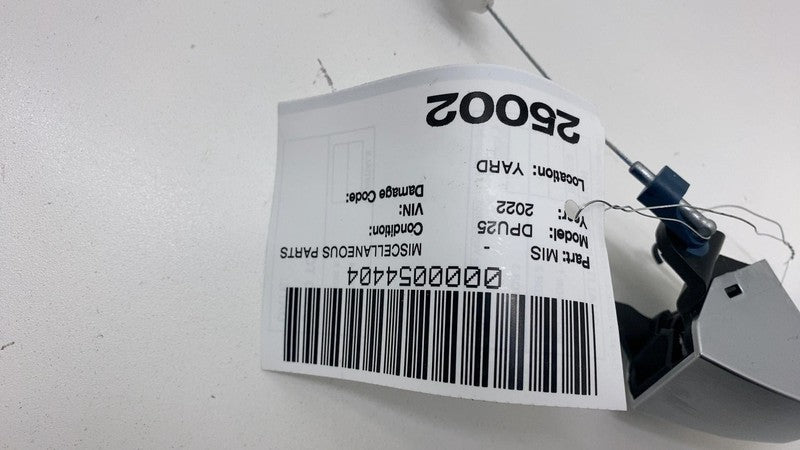 0000054404
Part: MIS - MISCELLANEOUS PARTS
Model: DPU25 Condition:
Year: 2022 VIN:
Damage Code:
Location: YARD
25002